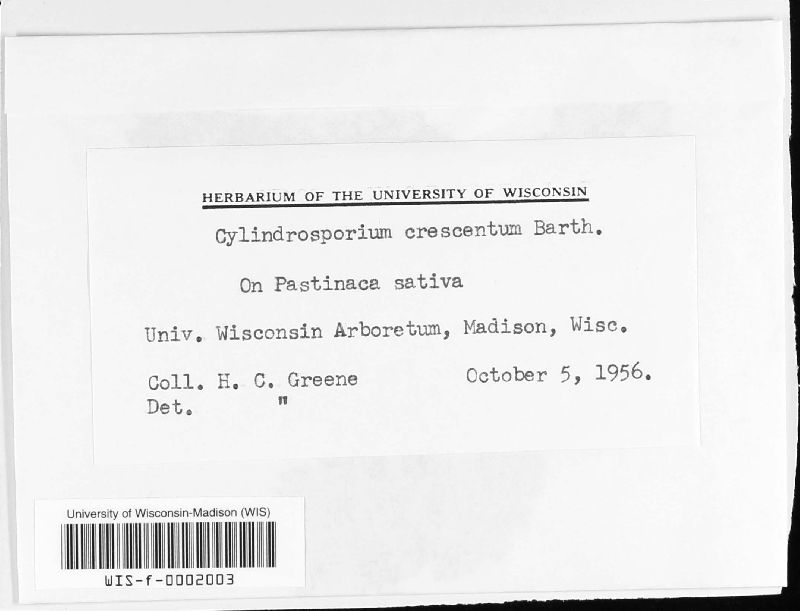 HERBARIUM OF THE UNIVERSITY OF WISCONSIN
Cylindrosporium crescentum Barth.
On Pastinaca sativa
Univ. Wisconsin Arboretum, Madison, Wisc.
Coll. H. C. Greene October 5, 1956.
Det. "
University of Wisconsin-Madison (WIS)
WIS-f-0002003